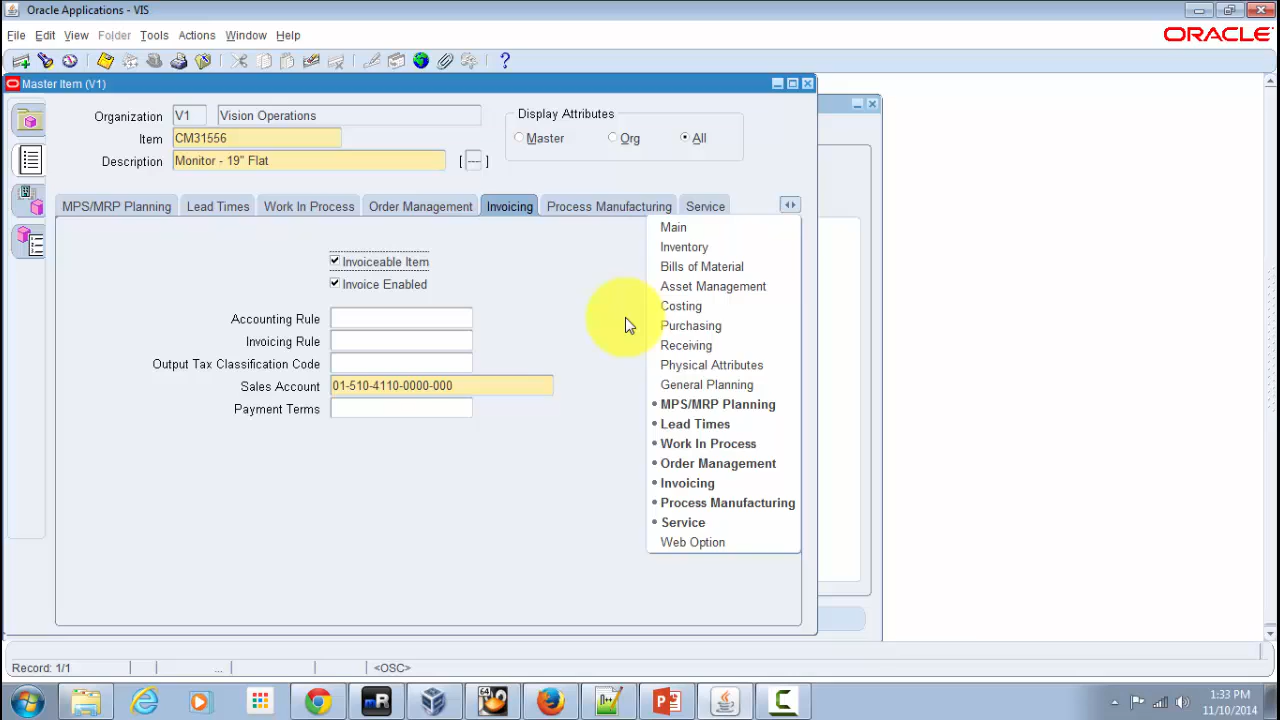 Oracle Applications - VIS
File Edit View Folder Tools Actions Window Help
ORACLE
Master Item (V1)
Organization V1 Vision Operations
Item CM31556
Description Monitor - 19" Flat
Display Attributes
Master Org All
MPS/MRP Planning Lead Times Work In Process Order Management Invoicing Process Manufacturing Service
Invoiceable Item
Invoice Enabled
Accounting Rule
Invoicing Rule
Output Tax Classification Code
Sales Account 01-510-4110-0000-000
Payment Terms
Main
Inventory
Bills of Material
Asset Management
Costing
Purchasing
Receiving
Physical Attributes
General Planning
• MPS/MRP Planning
• Lead Times
• Work In Process
• Order Management
• Invoicing
• Process Manufacturing
• Service
Web Option
Record: 1/1 ... <OSC>
1:33 PM
11/10/2014